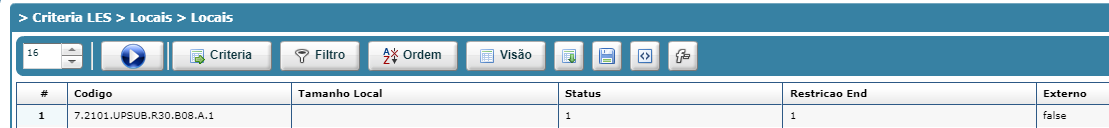 > Criteria LES > Locais > Locais
16 Criteria Filtro Ordem Visão
# Codigo Tamanho Local Status Restricao End Externo
1 7.2101.UPSUB.R30.B08.A.1 1 1 false